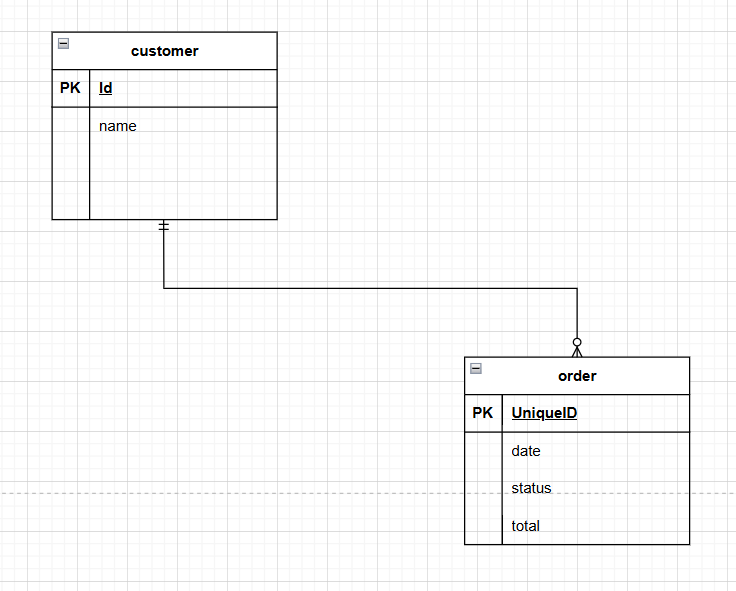 customer
PK Id
name
order
PK UniqueID
date
status
total